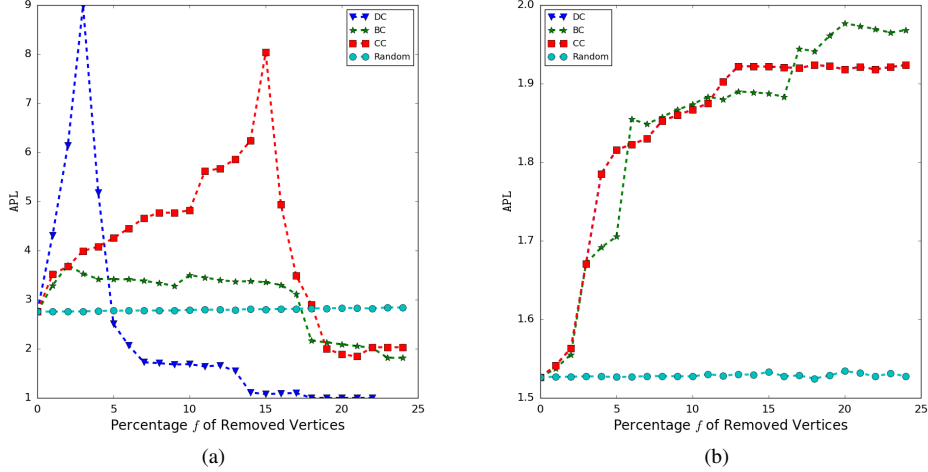 9
8
7
6
5
4
3
2
1
APL
0
5
10
15
20
25
Percentage f of Removed Vertices
DC
BC
CC
Random
(a)
2.0
1.9
1.8
1.7
1.6
1.5
APL
0
5
10
15
20
25
Percentage f of Removed Vertices
DC
BC
CC
Random
(b)